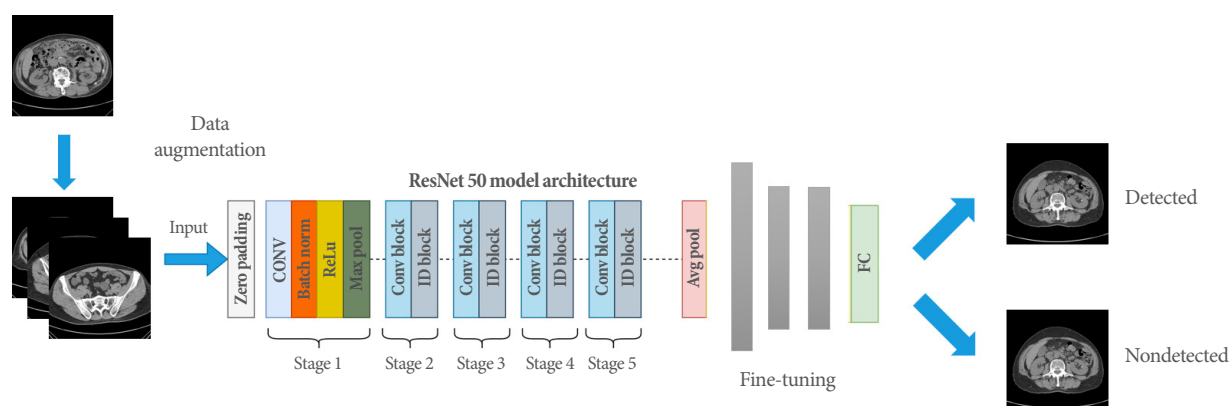 Data
augmentation
ResNet 50 model architecture
Input
Zero padding
CONV
Batch norm
ReLu
Max pool
Conv block
ID block
Conv block
ID block
Conv block
ID block
Conv block
ID block
Avg pool
FC
Stage 1
Stage 2
Stage 3
Stage 4
Stage 5
Fine-tuning
Detected
Nondetected